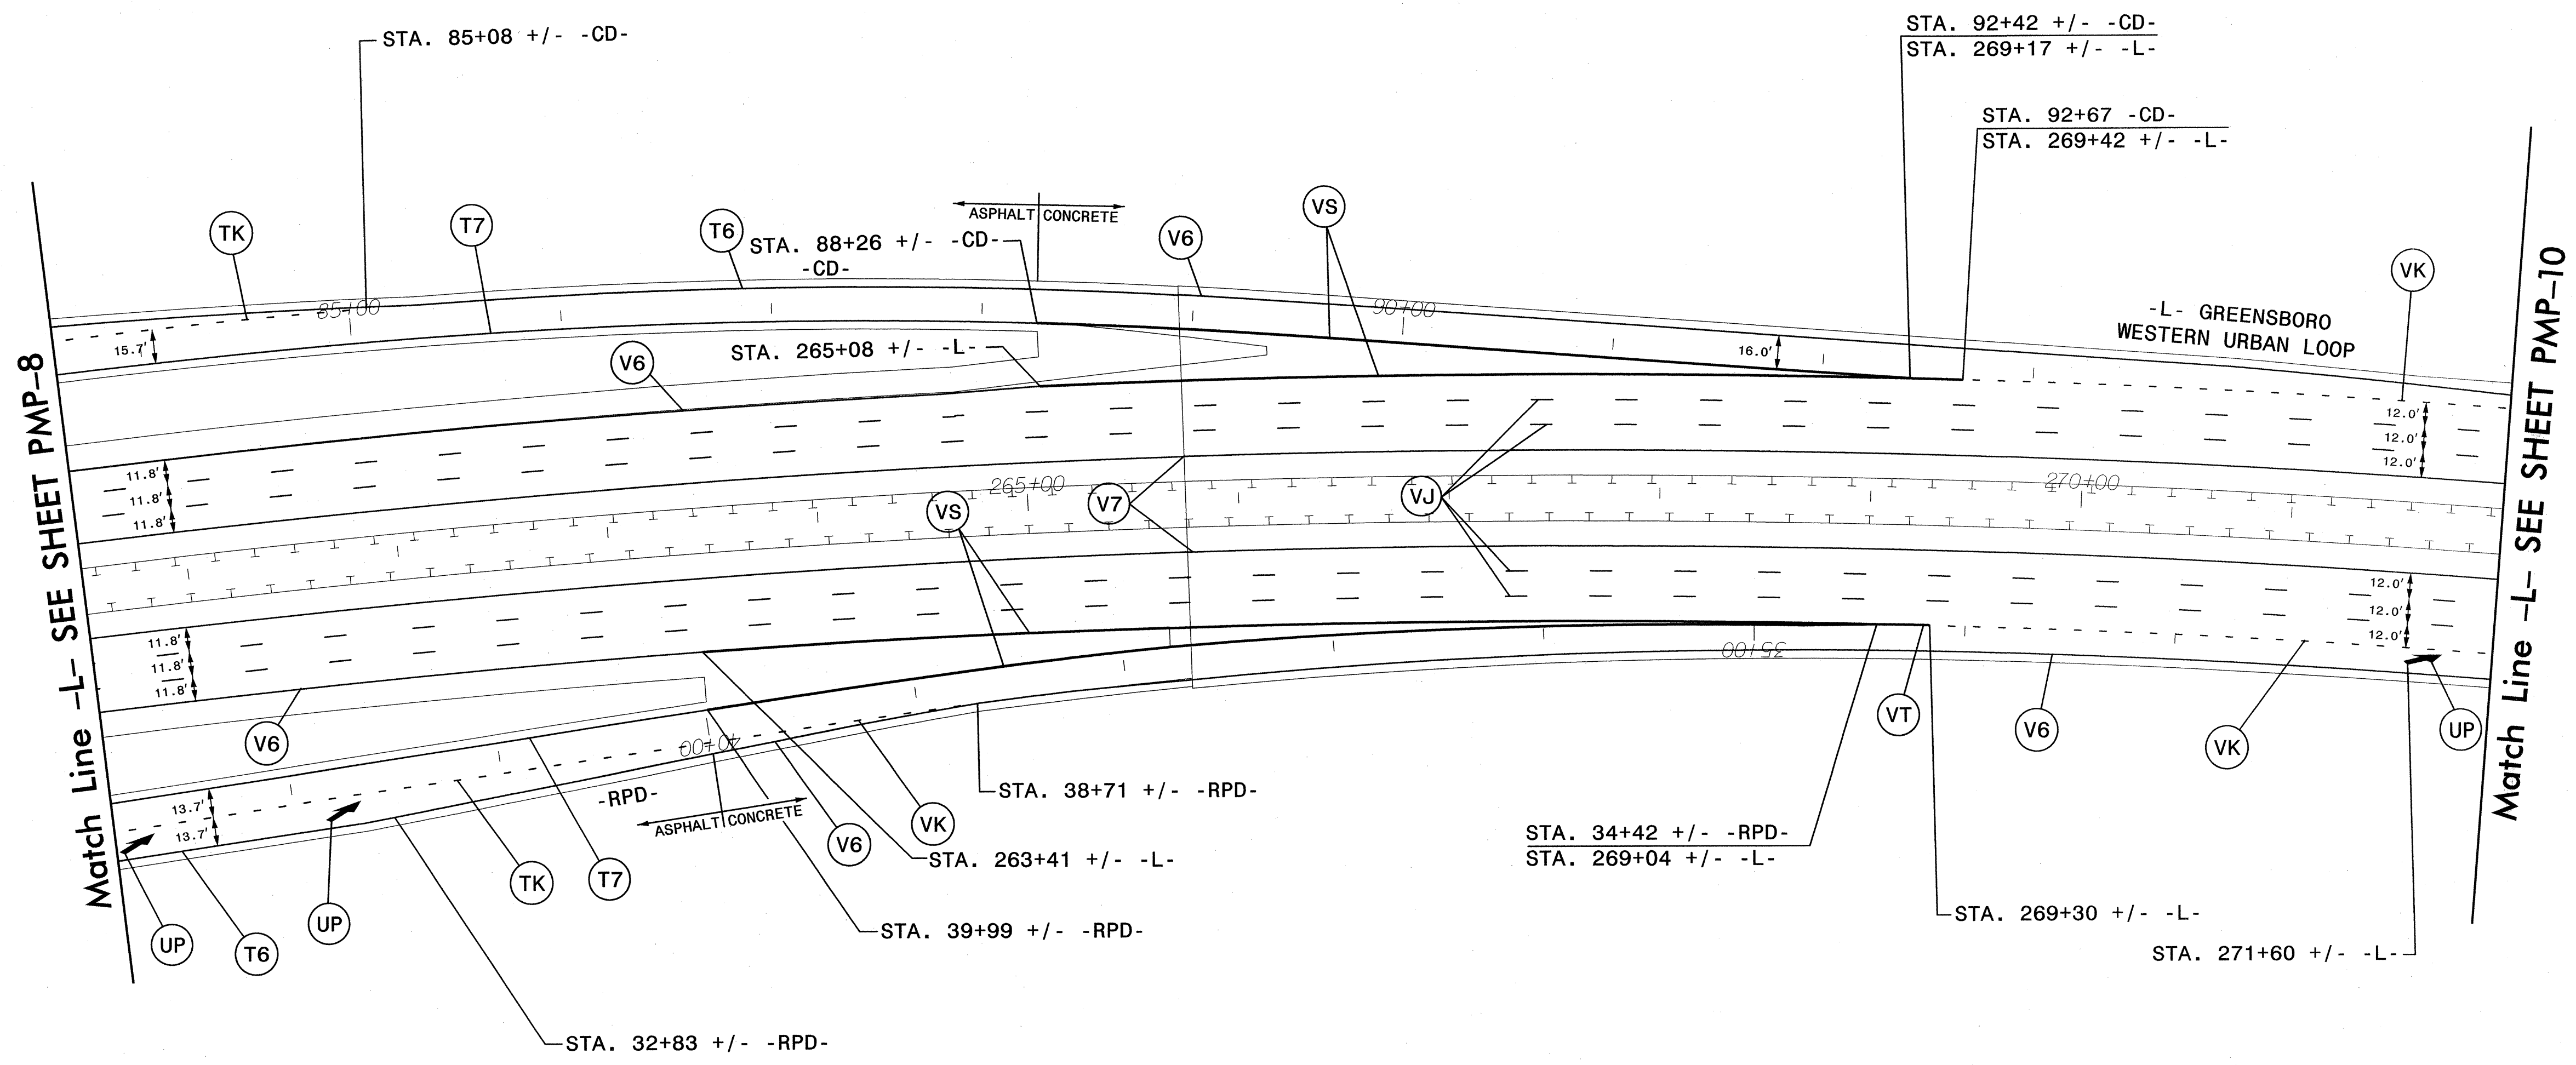 STA. 85+08 +/- -CD-
STA. 92+42 +/- -CD-
STA. 269+17 +/- -L-
STA. 92+67 -CD-
STA. 269+42 +/- -L-
TK
T7
T6
ASPHALT CONCRETE
STA. 88+26 +/- -CD-
-CD-
V6
VS
VK
85+00
90+00
15.7'
16.0'
-L- GREENSBORO
WESTERN URBAN LOOP
STA. 265+08 +/- -L-
V6
12.0'
12.0'
12.0'
11.8'
11.8'
11.8'
265+00
270+00
VS
V7
VJ
Match Line -L- SEE SHEET PMP-8
Match Line -L- SEE SHEET PMP-10
12.0'
12.0'
12.0'
11.8'
11.8'
11.8'
35+00
V6
40+00
VT
V6
VK
UP
13.7'
13.7'
-RPD-
ASPHALT CONCRETE
STA. 38+71 +/- -RPD-
V6
VK
STA. 34+42 +/- -RPD-
STA. 269+04 +/- -L-
STA. 263+41 +/- -L-
TK
T7
UP
T6
UP
STA. 39+99 +/- -RPD-
STA. 269+30 +/- -L-
STA. 271+60 +/- -L-
STA. 32+83 +/- -RPD-